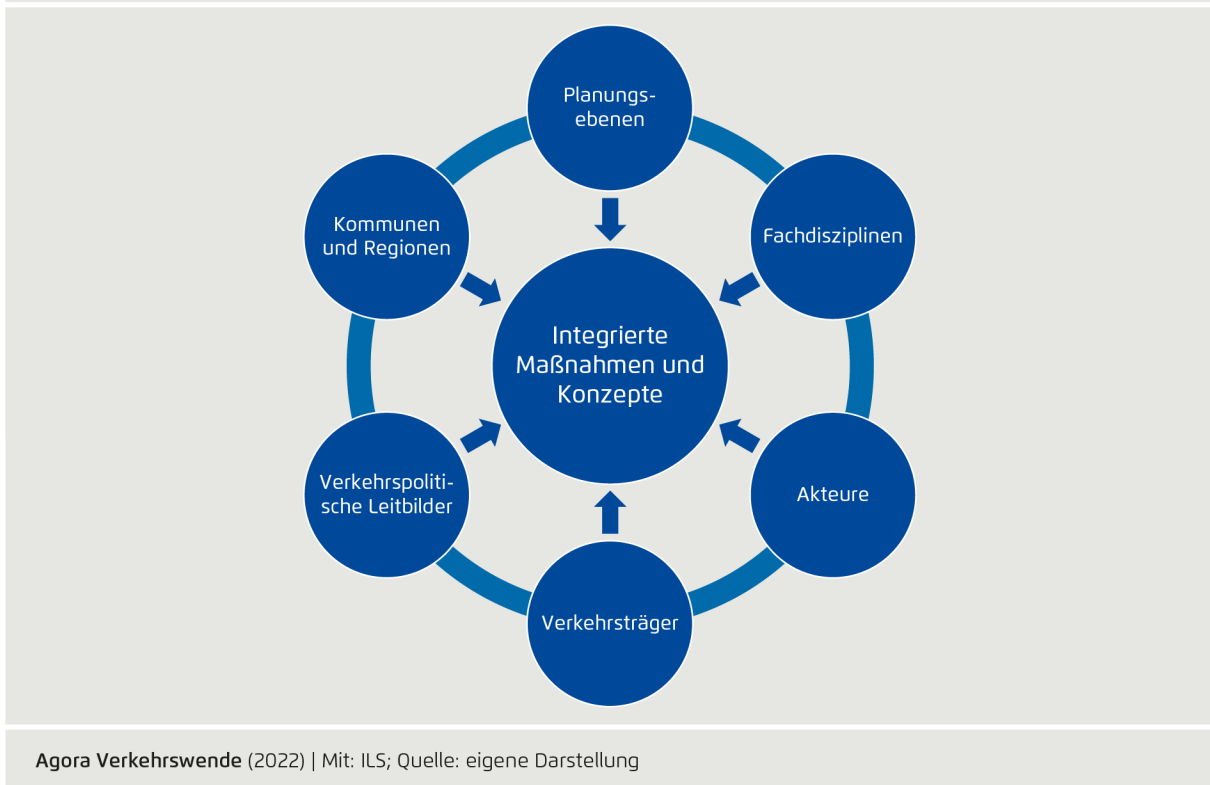 Planungs-
ebenen
Kommunen
und Regionen
Fachdisziplinen
Integrierte
Maßnahmen und
Konzepte
Verkehrspoliti-
sche Leitbilder
Akteure
Verkehrsträger
Agora Verkehrswende (2022) | Mit: ILS; Quelle: eigene Darstellung